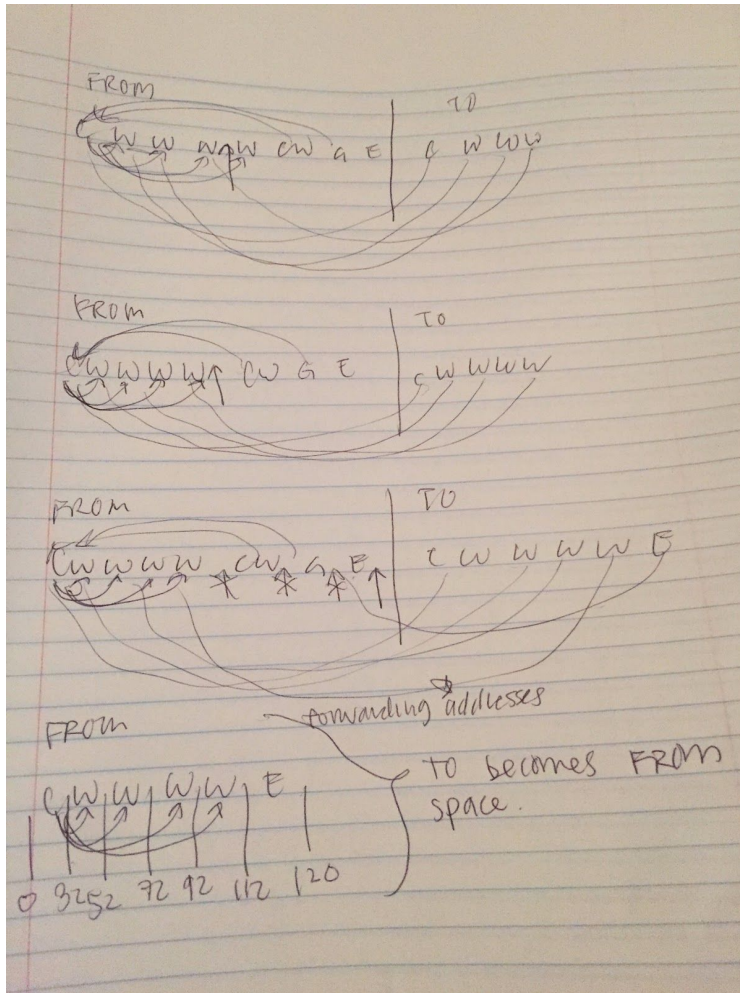 FROM TO
C W W W W CW G E C W W W
FROM TO
C W W W W CW G E C W W W W
FROM TO
C W W W W CW G E C W W W W E
forwarding addresses
FROM
C W W W W E
TO becomes FROM
space.
0 32 52 72 92 112 120